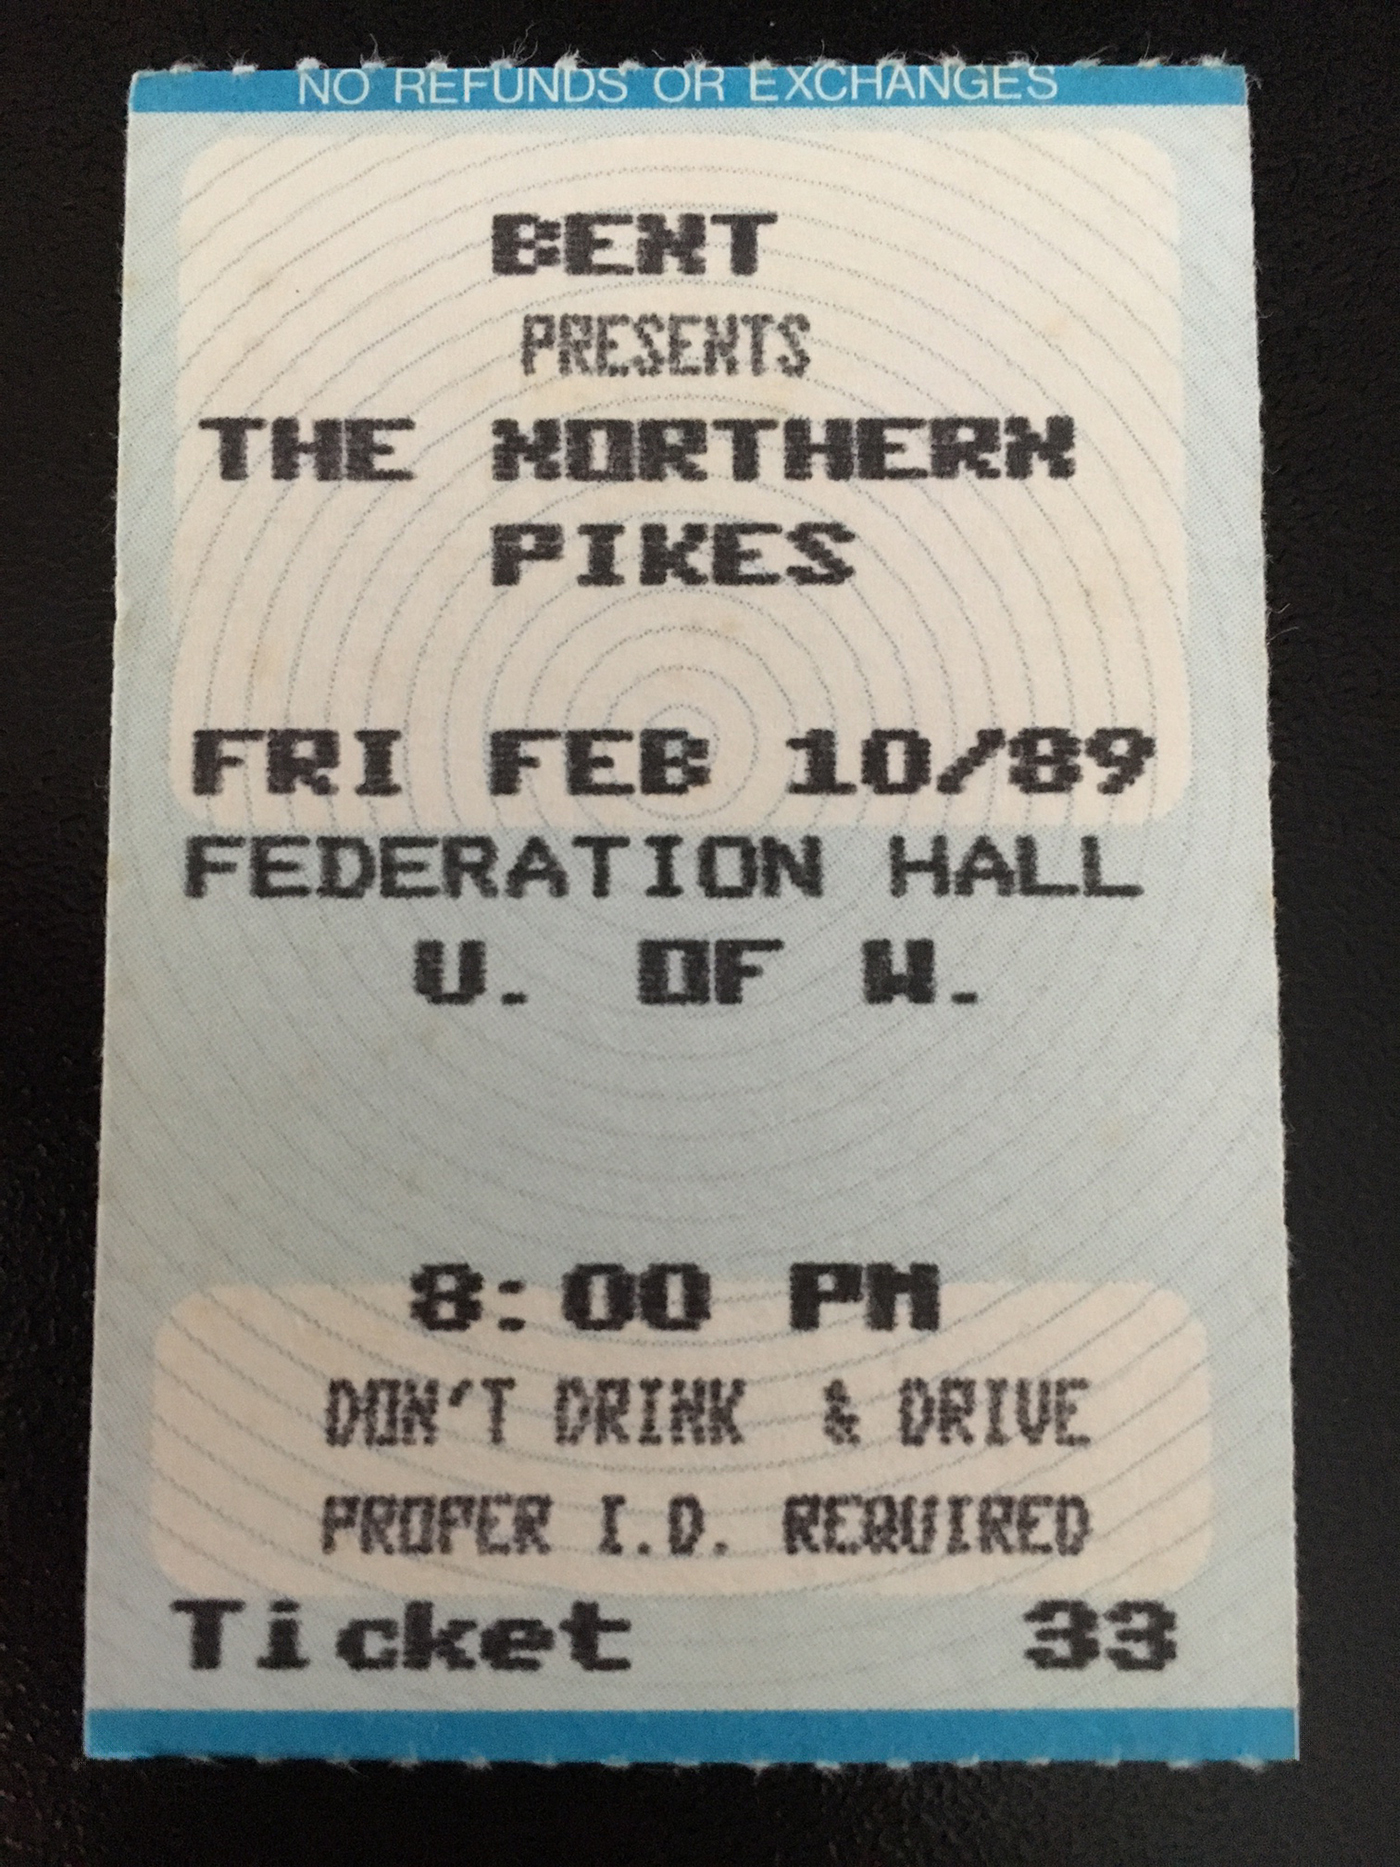 NO REFUNDS OR EXCHANGES
BENT
PRESENTS
THE NORTHERN
PIKES
FRI FEB 10/89
FEDERATION HALL
U. OF W.
8:00 PM
DON'T DRINK & DRIVE
PROPER I.D. REQUIRED
Ticket 33